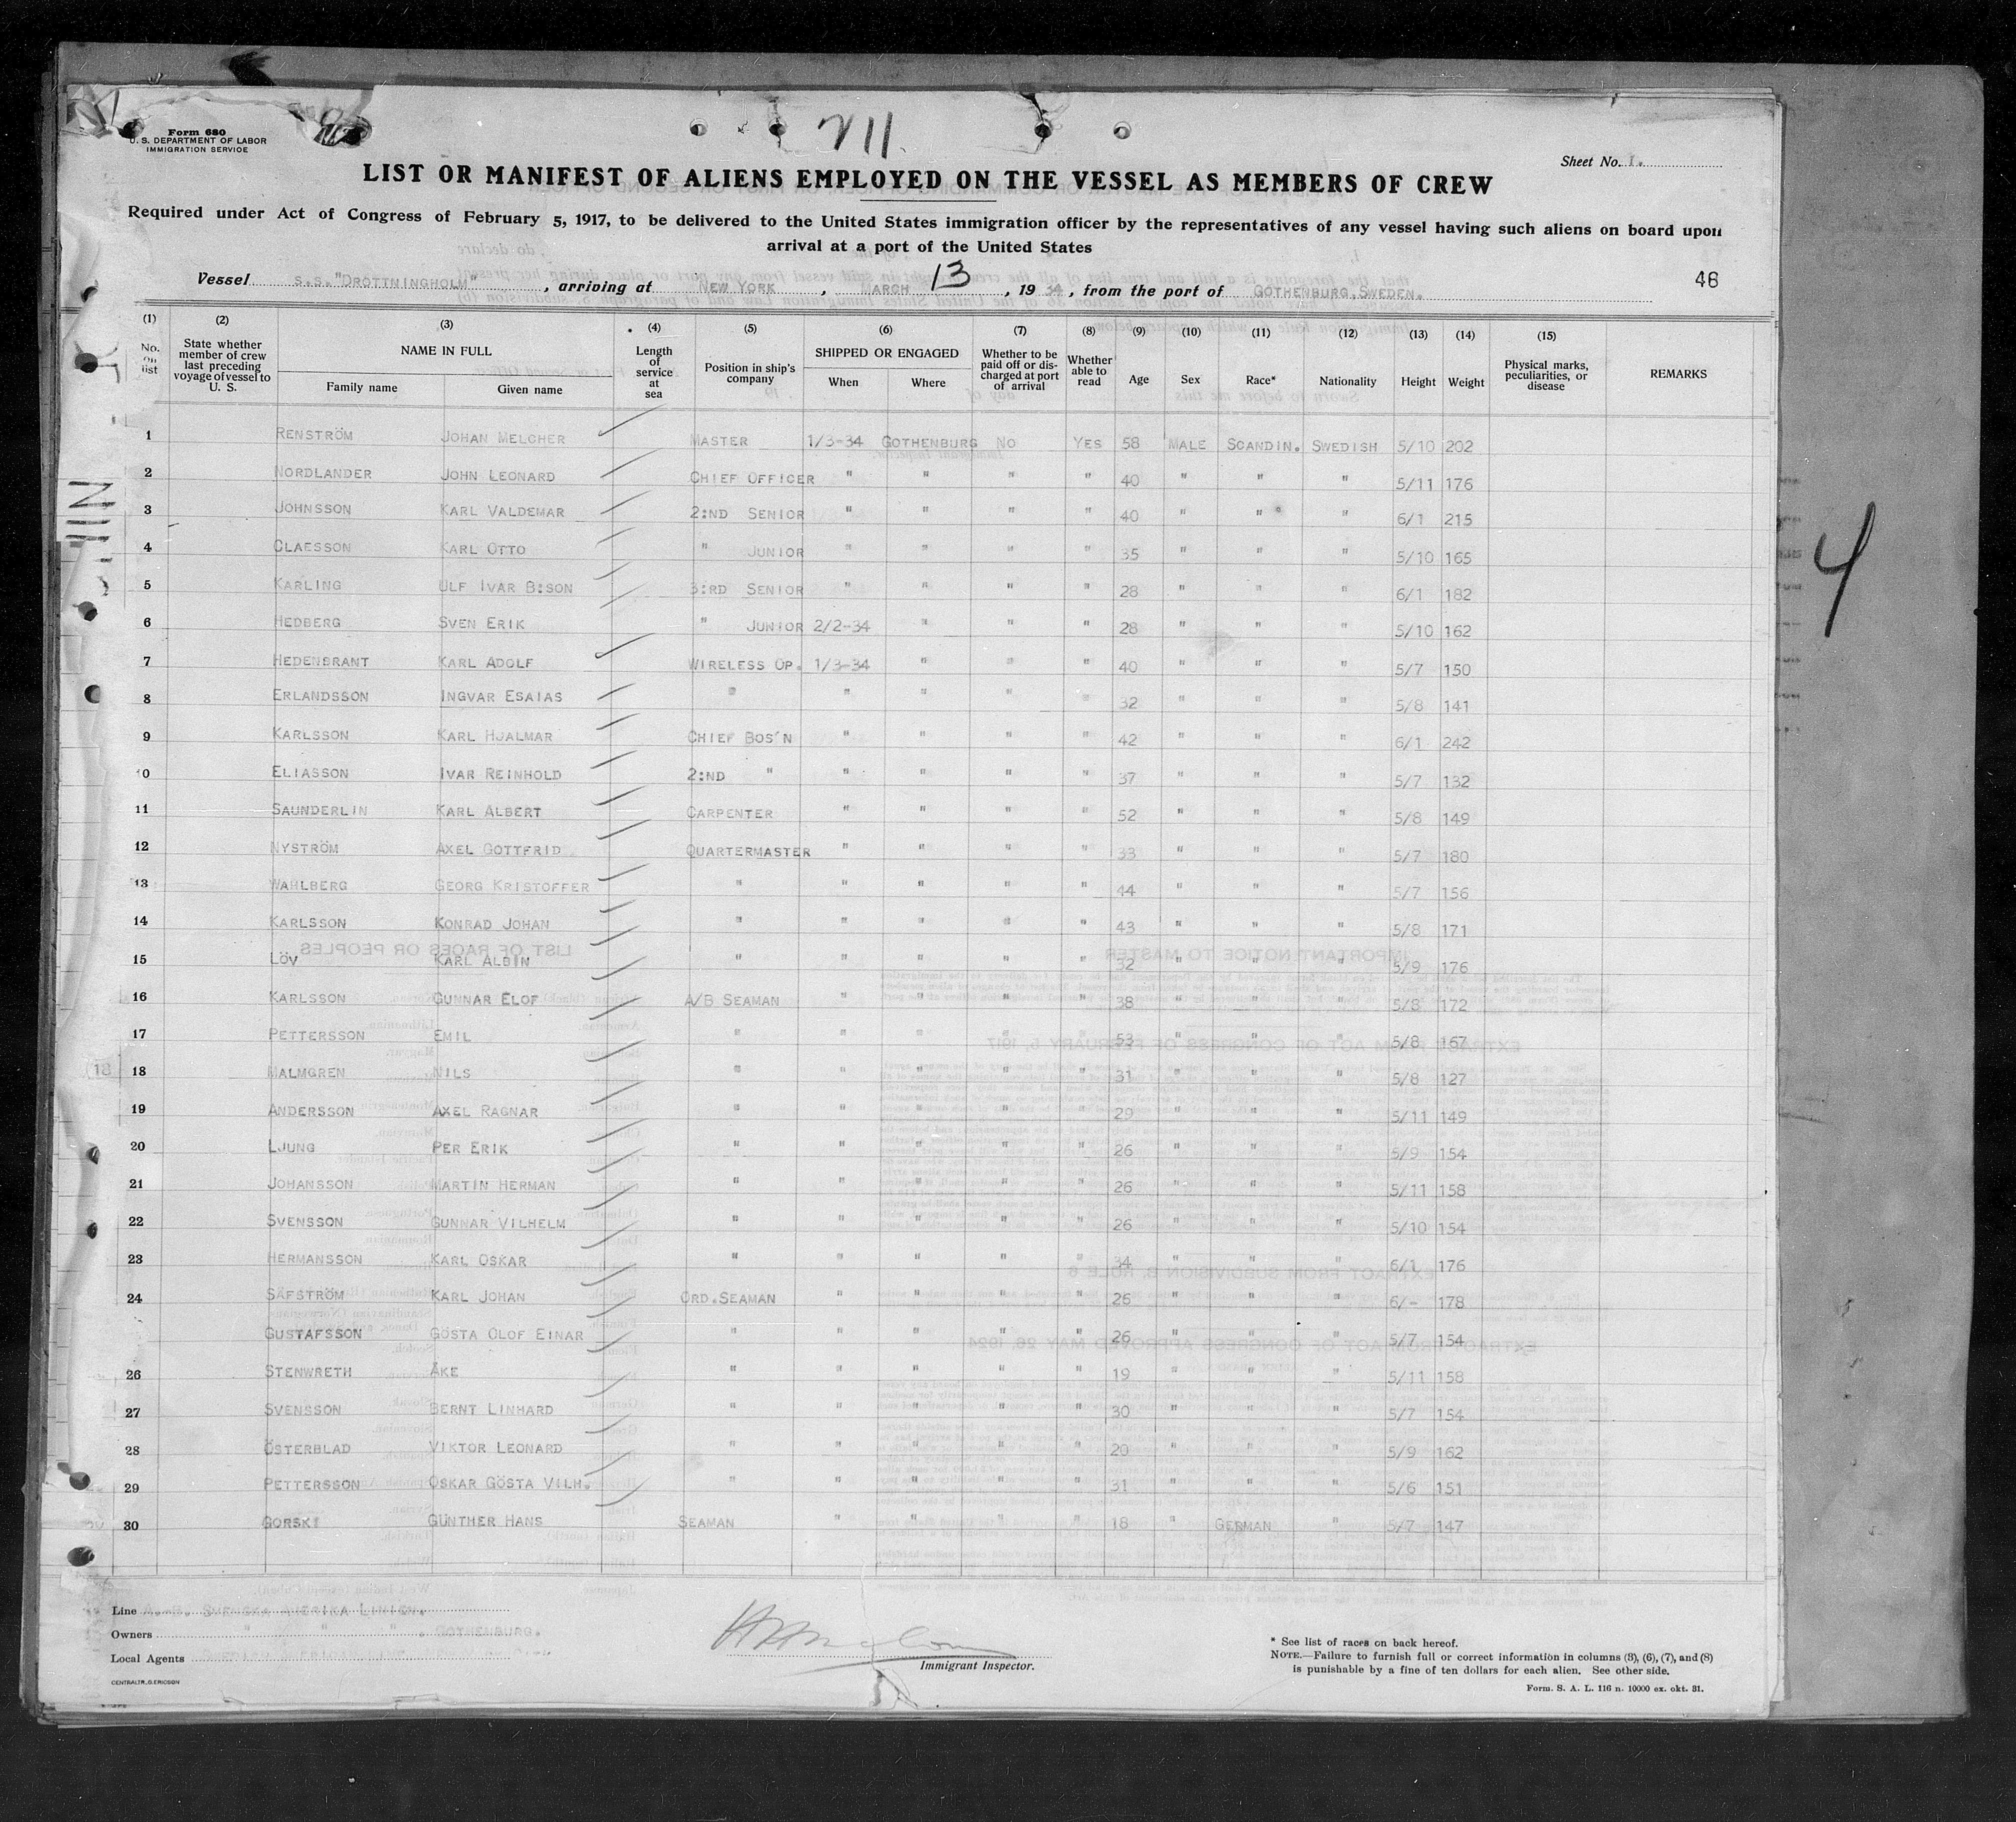 Form 680
U. S. DEPARTMENT OF LABOR
IMMIGRATION SERVICE
VII.
Sheet No. 1.
LIST OR MANIFEST OF ALIENS EMPLOYED ON THE VESSEL AS MEMBERS OF CREW
Required under Act of Congress of February 5, 1917, to be delivered to the United States immigration officer by the representatives of any vessel having such aliens on board upon
arrival at a port of the United States
Vessel S.S. "DROTTNINGHOLM", arriving at NEW YORK, MARCH 13, 1934, from the port of GOTHENBURG, SWEDEN. 46
(1) (2) (3) (4) (5) (6) (7) (8) (9) (10) (11) (12) (13) (14) (15)
No. on list State whether member of crew last preceding voyage of vessel to U. S. NAME IN FULL Family name Given name Length of service at sea Position in ship's company SHIPPED OR ENGAGED When Where Whether to be paid off or discharged at port of arrival Whether able to read Age Sex Race* Nationality Height Weight Physical marks, peculiarities, or disease REMARKS
1 RENSTRÖM JOHAN MELCHER MASTER 1/3-34 GOTHENBURG NO YES 58 MALE SCANDIN. SWEDISH 5/10 202
2 NORDLANDER JOHN LEONARD CHIEF OFFICER " " " " 40 " " " 5/11 176
3 JOHNSSON KARL VALDEMAR 2:ND SENIOR " " " " 40 " " " 6/1 215
4 CLAESSON KARL OTTO " JUNIOR " " " " 35 " " " 5/10 165
5 KARLING ULF IVAR B:SON 3:RD SENIOR " " " " 28 " " " 6/1 182
6 HEDBERG SVEN ERIK " JUNIOR 2/2-34 " " " 28 " " " 5/10 162
7 HEDENBRANT KARL ADOLF WIRELESS OP. 1/3-34 " " " 40 " " " 5/7 150
8 ERLANDSSON INGVAR ESAIAS " " " " " 32 " " " 5/8 141
9 KARLSSON KARL HJALMAR CHIEF BOS'N " " " " 42 " " " 6/1 242
10 ELIASSON IVAR REINHOLD 2:ND " " " " " 37 " " " 5/7 132
11 SAUNDERLIN KARL ALBERT CARPENTER " " " " 52 " " " 5/8 149
12 NYSTRÖM AXEL GOTTFRID QUARTERMASTER " " " " 33 " " " 5/7 180
13 WAHLBERG GEORG KRISTOFFER " " " " " 44 " " " 5/7 156
14 KARLSSON KONRAD JOHAN " " " " " 43 " " " 5/8 171
15 LÖV KARL ALBIN " " " " " 32 " " " 5/9 176
16 KARLSSON GUNNAR ELOF A/B SEAMAN " " " " 38 " " " 5/8 172
17 PETTERSSON EMIL " " " " " 53 " " " 5/8 167
18 MALMGREN NILS " " " " " 31 " " " 5/8 127
19 ANDERSSON AXEL RAGNAR " " " " " 29 " " " 5/11 149
20 LJUNG PER ERIK " " " " " 26 " " " 5/9 154
21 JOHANSSON MARTIN HERMAN " " " " " 26 " " " 5/11 158
22 SVENSSON GUNNAR VILHELM " " " " " 26 " " " 5/10 154
23 HERMANSSON KARL OSKAR " " " " " 34 " " " 6/1 176
24 SÄFSTRÖM KARL JOHAN ORD.SEAMAN " " " " 26 " " " 6/- 178
GUSTAFSSON GÖSTA OLOF EINAR " " " " " 26 " " " 5/7 154
26 STENWRETH ÅKE " " " " " 19 " " " 5/11 158
27 SVENSSON BERNT LINHARD " " " " " 30 " " " 5/7 154
28 ÖSTERBLAD VIKTOR LEONARD " " " " " 20 " " " 5/9 162
29 PETTERSSON OSKAR GÖSTA VILH. " " " " " 31 " " " 5/6 151
30 GORSKI GÜNTHER HANS SEAMAN " " " " 18 " GERMAN " 5/7 147
4
Line A.-B. SVENSKA AMERIKA LINIEN.
Owners " " " . GOTHENBURG.
Local Agents
CENTRALTR., G. ERICSON
Immigrant Inspector.
* See list of races on back hereof.
NOTE.—Failure to furnish full or correct information in columns (3), (6), (7), and (8)
is punishable by a fine of ten dollars for each alien. See other side.
Form. S. A. L. 116 n. 10000 ex. okt. 31.